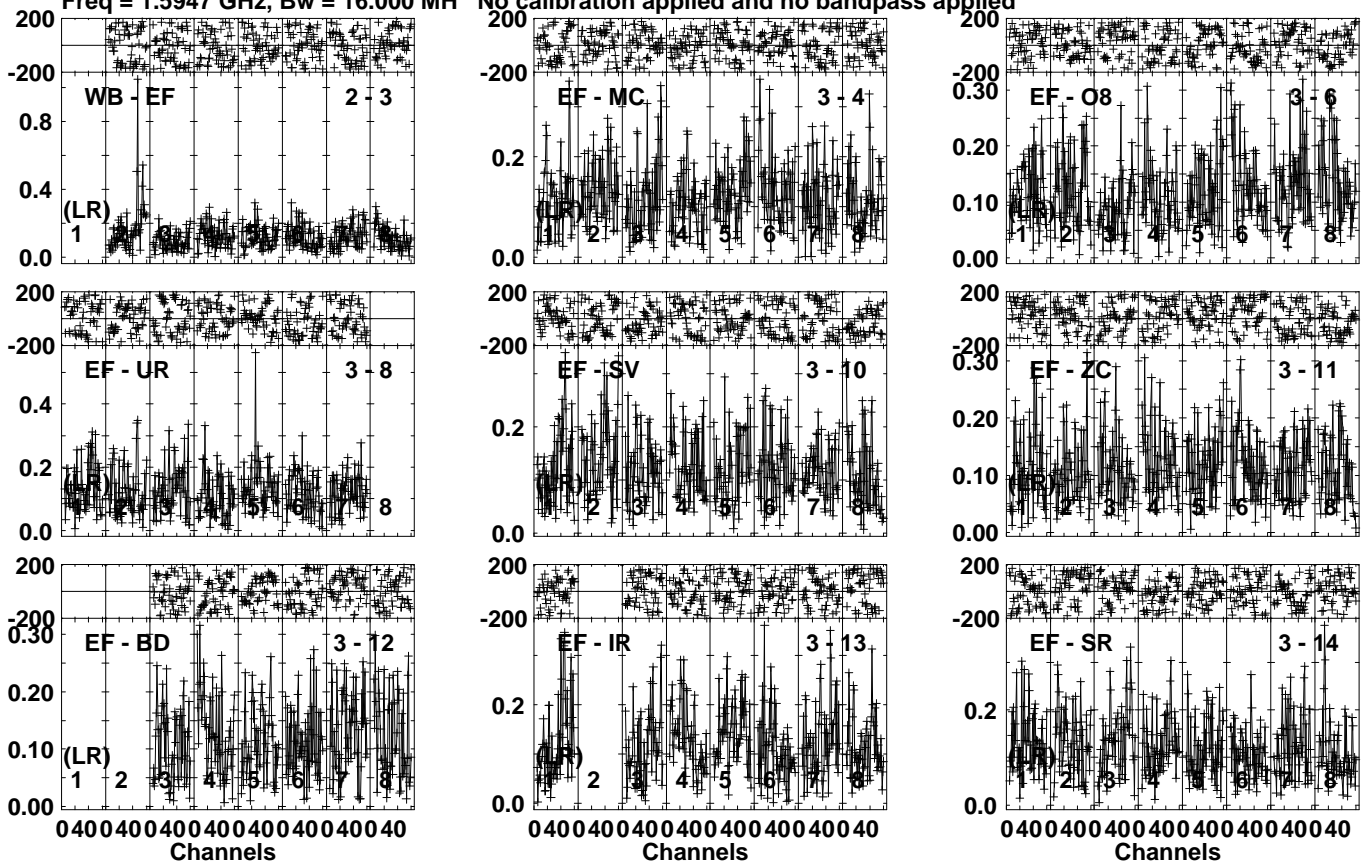 Freq = 1.5947 GHz, Bw = 16.000 MH No calibration applied and no bandpass applied
200 200 200
-200 -200 -200
WB - EF 2 - 3 EF - MC 3 - 4 EF - O8 3 - 6
0.30
0.8
0.2 0.20
0.4
(LR) (LR) 0.10 (LR)
1 2 3 4 5 6 7 8 1 2 3 4 5 6 7 8 1 2 3 4 5 6 7 8
0.0 0.0 0.00
200 200 200
-200 -200 -200
EF - UR 3 - 8 EF - SV 3 - 10 EF - ZC 3 - 11
0.30
0.4 0.2 0.20
0.2 0.10
(LR) (LR) (LR)
1 2 3 4 5 6 7 8 1 2 3 4 5 6 7 8 1 2 3 4 5 6 7 8
0.0 0.0 0.00
200 200 200
-200 -200 -200
EF - BD 3 - 12 EF - IR 3 - 13 EF - SR 3 - 14
0.30
0.20 0.2 0.2
0.10
(LR) (LR) (LR)
1 2 3 4 5 6 7 8 1 2 3 4 5 6 7 8 1 2 3 4 5 6 7 8
0.00 0.0 0.0
0 40 0 40 0 40 0 40 0 40 0 40 0 40 0 40 0 40 0 40 0 40 0 40 0 40 0 40 0 40 0 40 0 40 0 40 0 40 0 40 0 40 0 40 0 40 0 40
Channels Channels Channels